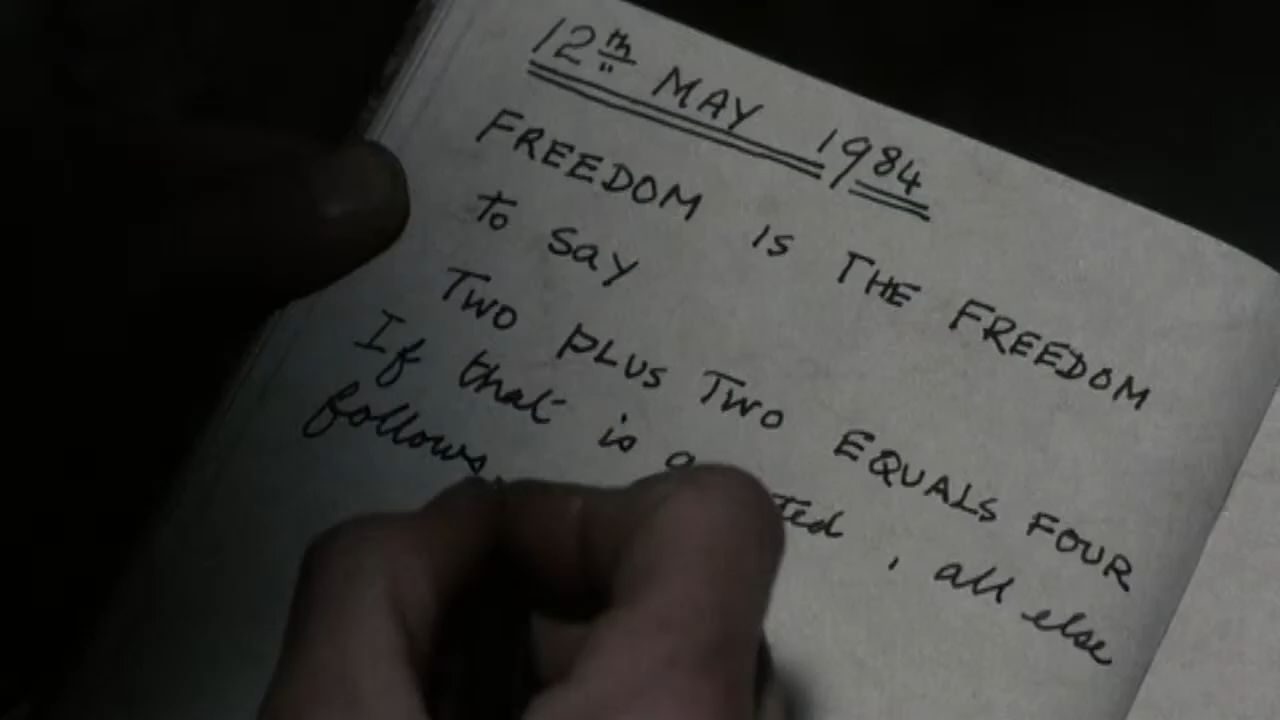 12th MAY 1984
FREEDOM is THE FREEDOM
to say
TWO PLUS TWO EQUALS FOUR
If that is , all else
follows.